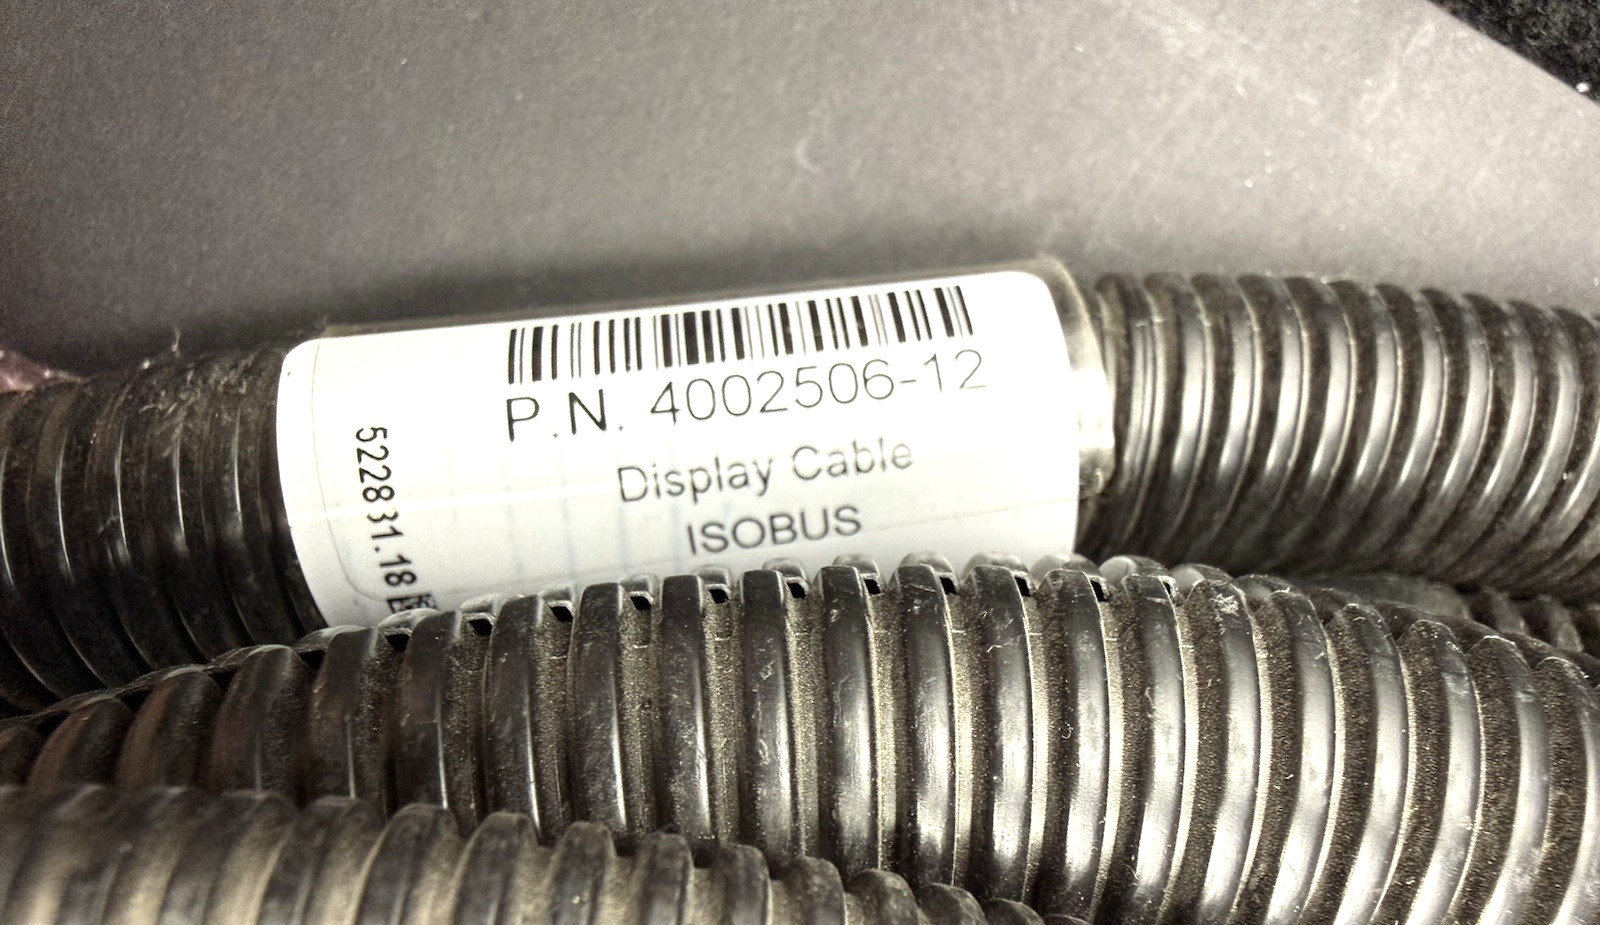 P.N. 4002506-12
Display Cable
ISOBUS
522831.18